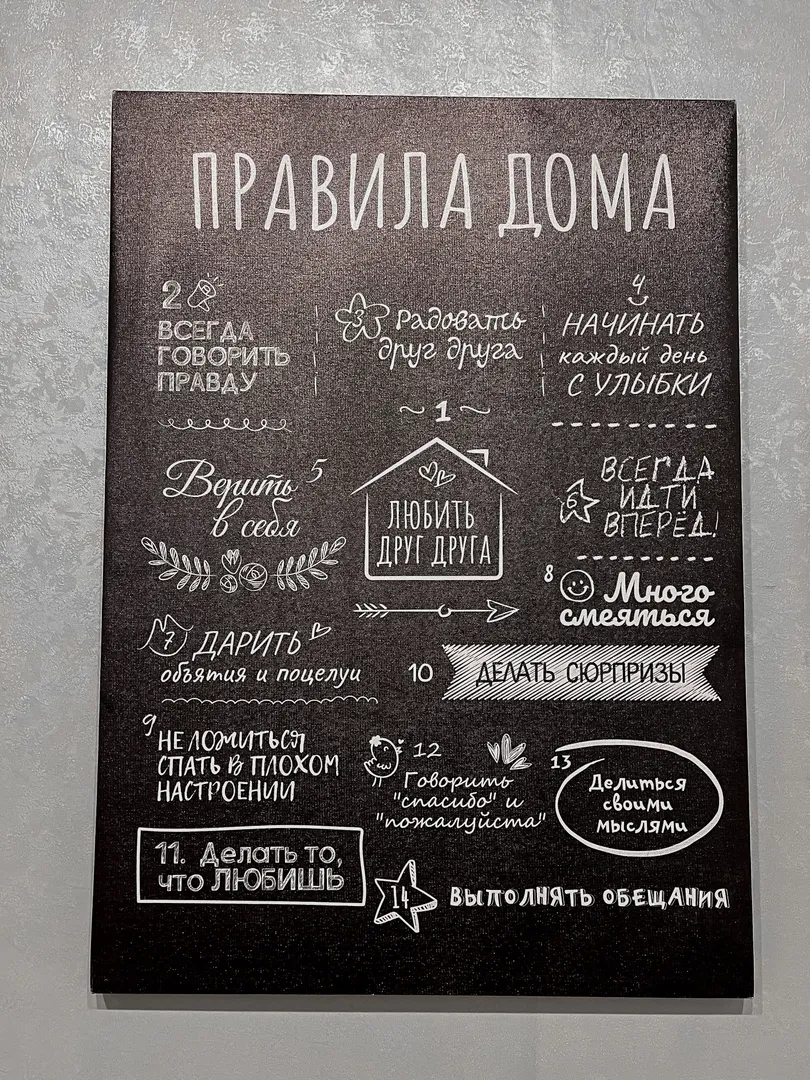 ПРАВИЛА ДОМА
2
ВСЕГДА
ГОВОРИТЬ
ПРАВДУ
3 Радовать
друг друга
4
НАЧИНАТЬ
каждый день
С УЛЫБКИ
1
ЛЮБИТЬ
ДРУГ ДРУГА
Верить 5
в себя
6 ВСЕГДА
ИДТИ
ВПЕРЁД!
7 ДАРИТЬ
объятия и поцелуи
8 Много
смеяться
10 ДЕЛАТЬ СЮРПРИЗЫ
9 НЕ ЛОЖИТЬСЯ
СПАТЬ В ПЛОХОМ
НАСТРОЕНИИ
12
Говорить
"спасибо" и
"пожалуйста"
13
Делиться
своими
мыслями
11. Делать то,
что ЛЮБИШЬ
14 ВЫПОЛНЯТЬ ОБЕЩАНИЯ